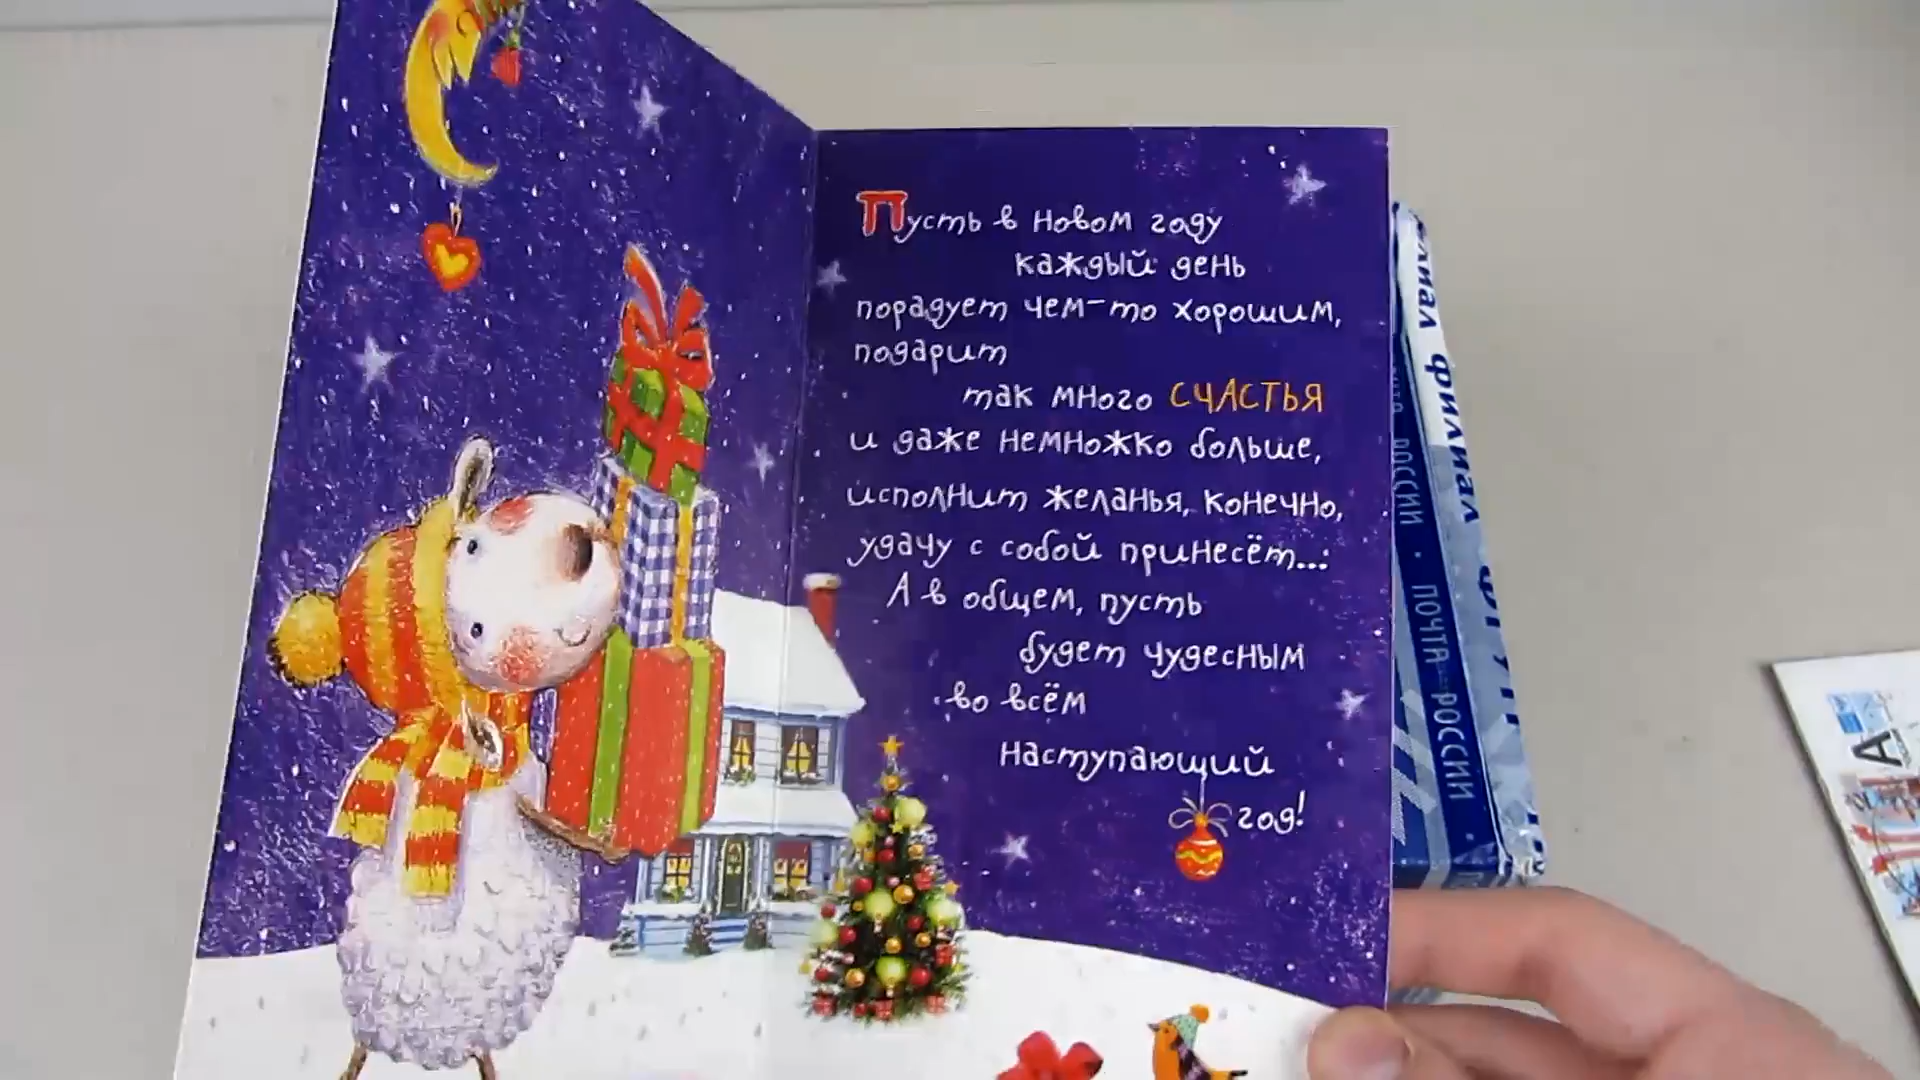 Пусть в новом году
каждый день
порадует чем-то хорошим,
подарит
так много СЧАСТЬЯ
и даже немножко больше,
исполнит желанья, конечно,
удачу с собой принесёт...
А в общем, пусть
будет чудесным
во всём
наступающий
год!
филиал
РОССИИ · ПОЧТА РОССИИ ·